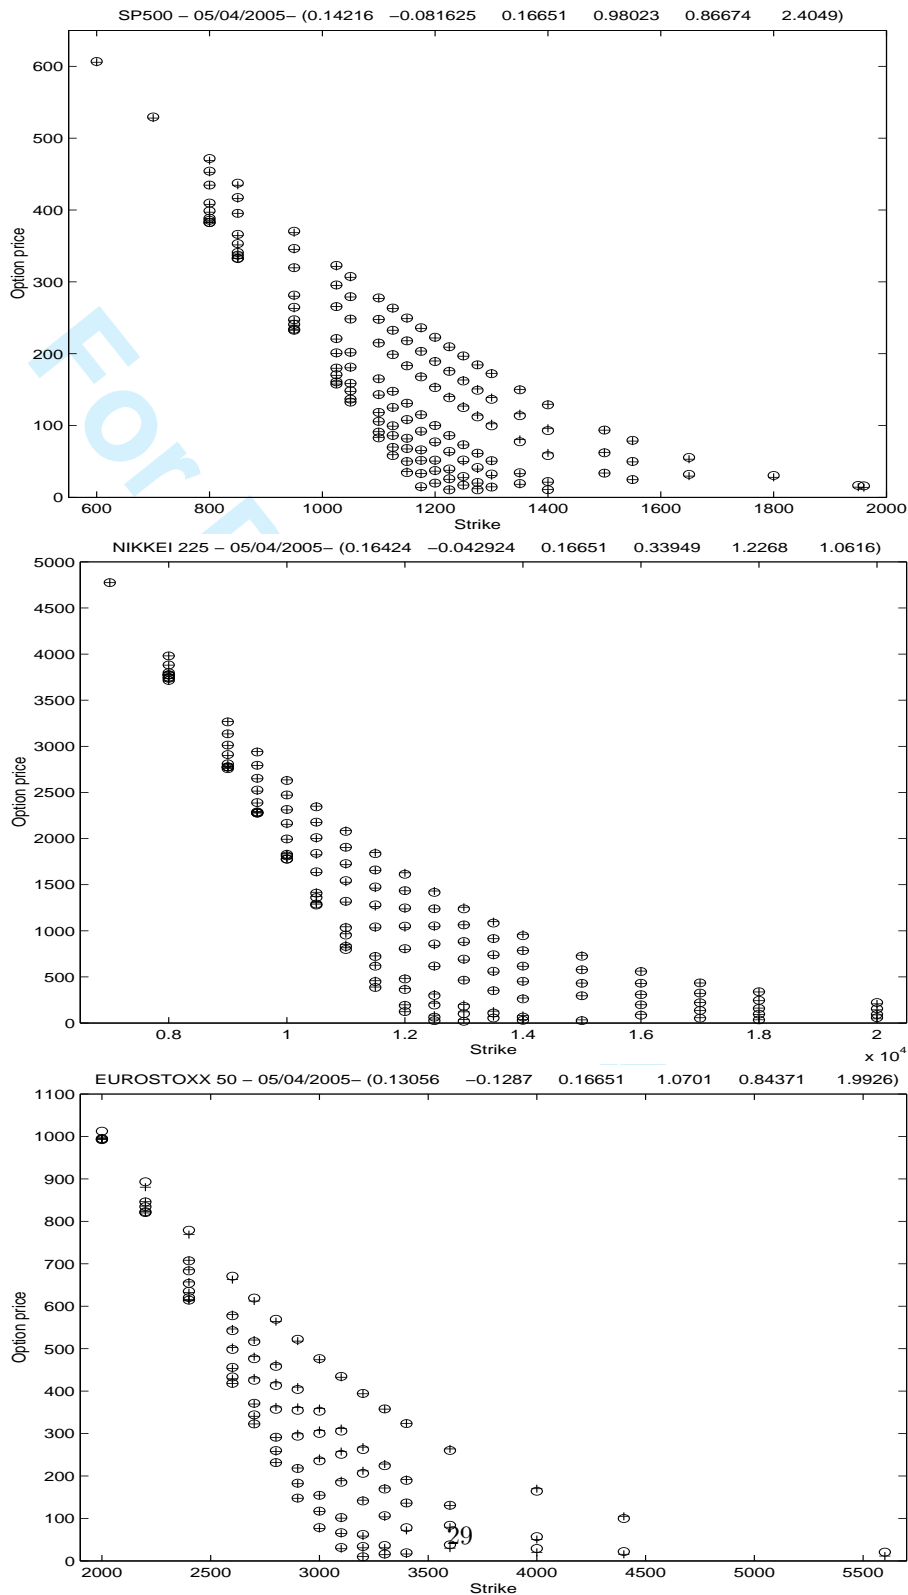 SP500 – 05/04/2005– (0.14216 −0.081625 0.16651 0.98023 0.86674 2.4049)
600
500
400
300
200
100
0
Option price
600 800 1000 1200 1400 1600 1800 2000
Strike
For
NIKKEI 225 – 05/04/2005– (0.16424 −0.042924 0.16651 0.33949 1.2268 1.0616)
5000
4500
4000
3500
3000
2500
2000
1500
1000
500
0
Option price
0.8 1 1.2 1.4 1.6 1.8 2
Strike
x 10^4
EUROSTOXX 50 – 05/04/2005– (0.13056 −0.1287 0.16651 1.0701 0.84371 1.9926)
1100
1000
900
800
700
600
500
400
300
200
100
0
Option price
29
2000 2500 3000 3500 4000 4500 5000 5500
Strike